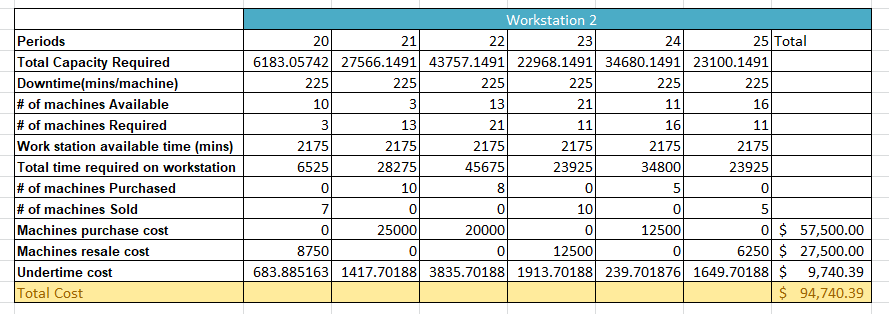 Workstation 2
Periods 20 21 22 23 24 25 Total
Total Capacity Required 6183.05742 27566.1491 43757.1491 22968.1491 34680.1491 23100.1491
Downtime(mins/machine) 225 225 225 225 225 225
# of machines Available 10 3 13 21 11 16
# of machines Required 3 13 21 11 16 11
Work station available time (mins) 2175 2175 2175 2175 2175 2175
Total time required on workstation 6525 28275 45675 23925 34800 23925
# of machines Purchased 0 10 8 0 5 0
# of machines Sold 7 0 0 10 0 5
Machines purchase cost 0 25000 20000 0 12500 0 $ 57,500.00
Machines resale cost 8750 0 0 12500 0 6250 $ 27,500.00
Undertime cost 683.885163 1417.70188 3835.70188 1913.70188 239.701876 1649.70188 $ 9,740.39
Total Cost $ 94,740.39